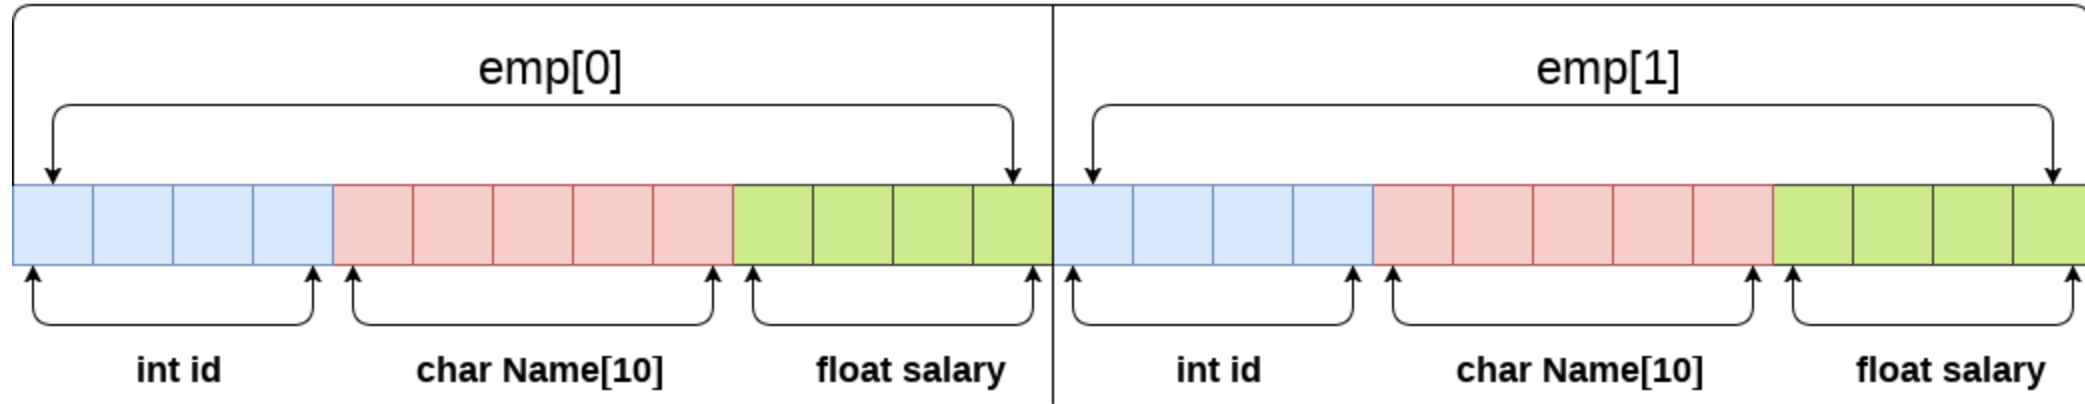 emp[0]
emp[1]
int id
char Name[10]
float salary
int id
char Name[10]
float salary